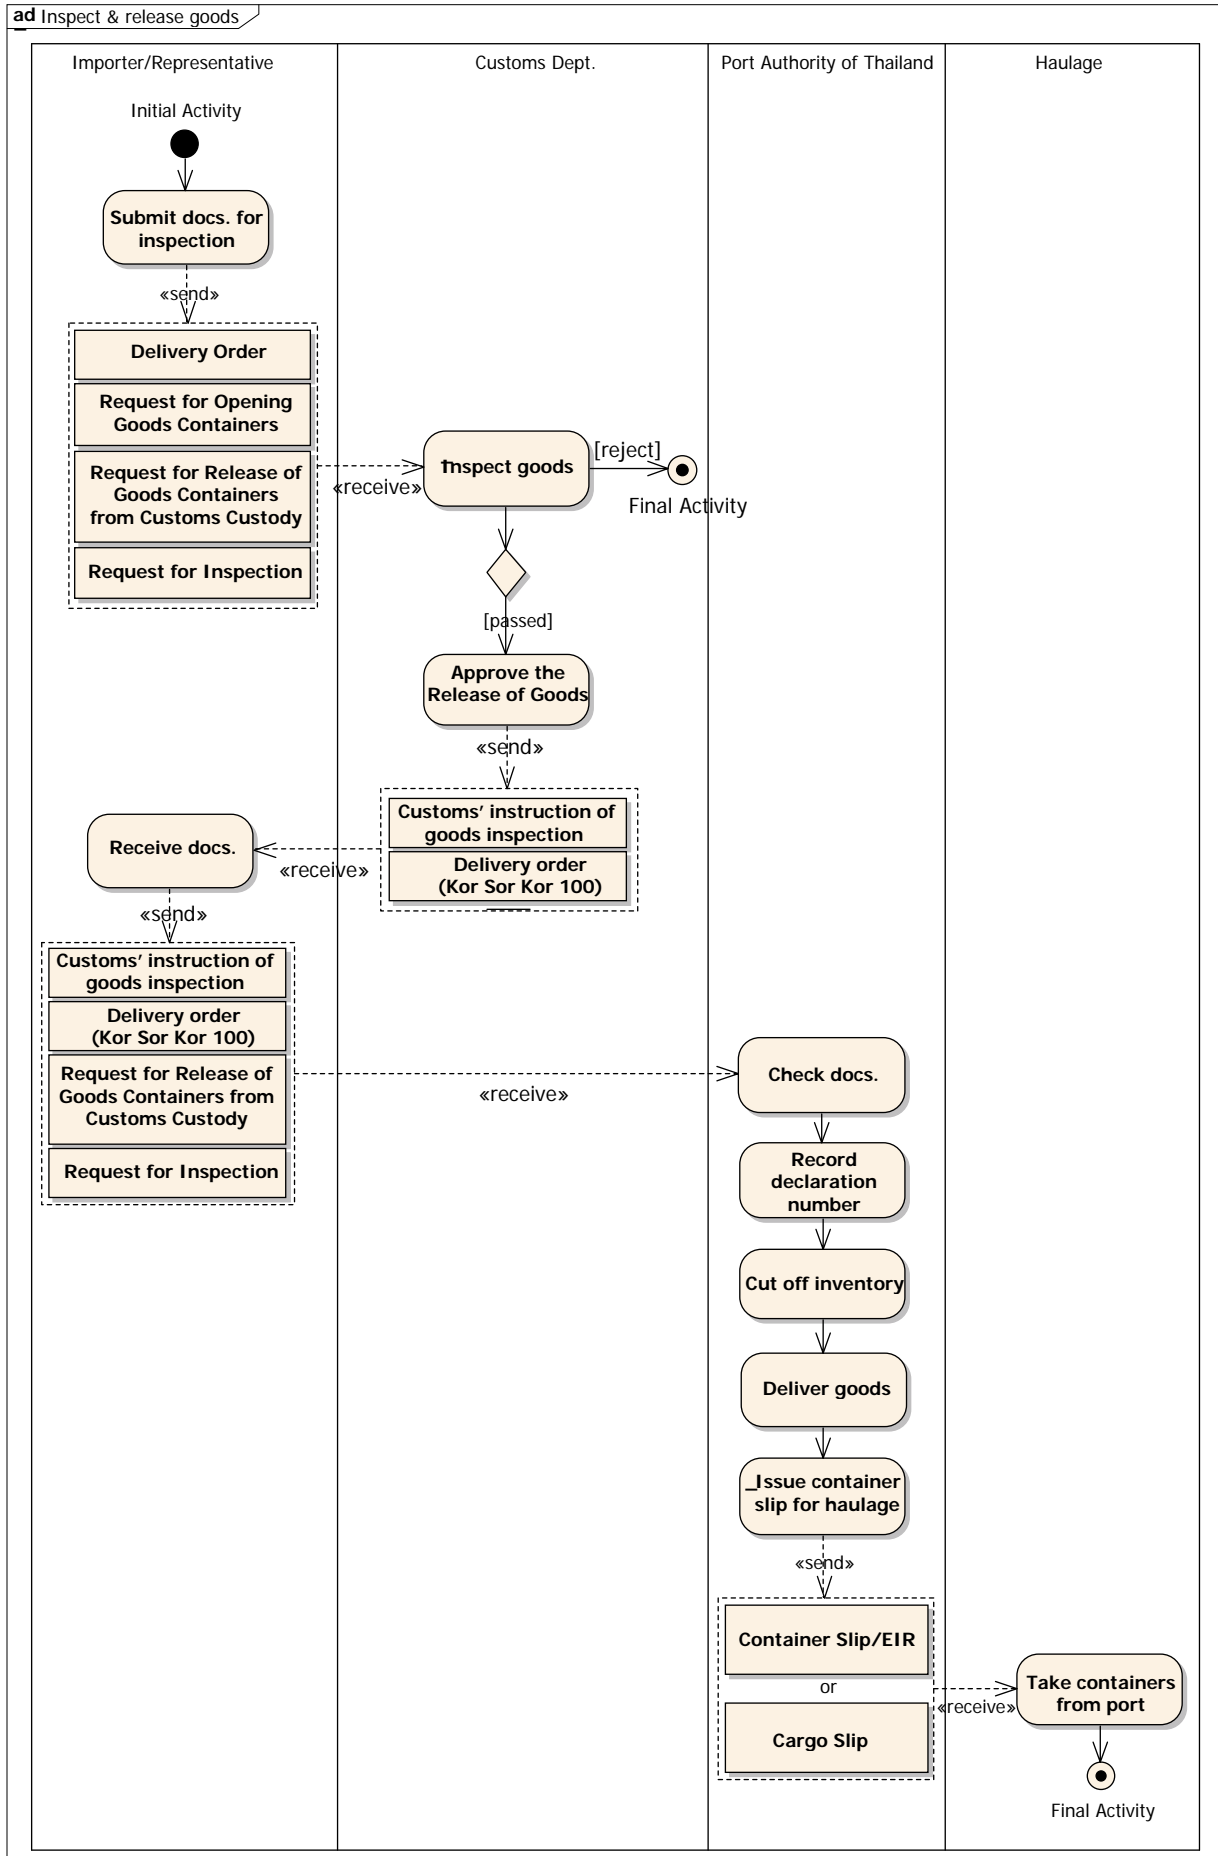 ad Inspect & release goods
Importer/Representative
Customs Dept.
Port Authority of Thailand
Haulage
Initial Activity
Submit docs. for
inspection
«send»
Delivery Order
Request for Opening
Goods Containers
Request for Release of
Goods Containers
from Customs Custody
Request for Inspection
«receive»
Inspect goods
[reject]
Final Activity
[passed]
Approve the
Release of Goods
«send»
Customs' instruction of
goods inspection
Delivery order
(Kor Sor Kor 100)
«receive»
Receive docs.
«send»
Customs' instruction of
goods inspection
Delivery order
(Kor Sor Kor 100)
Request for Release of
Goods Containers from
Customs Custody
Request for Inspection
«receive»
Check docs.
Record
declaration
number
Cut off inventory
Deliver goods
_Issue container
slip for haulage
«send»
Container Slip/EIR
or
Cargo Slip
«receive»
Take containers
from port
Final Activity